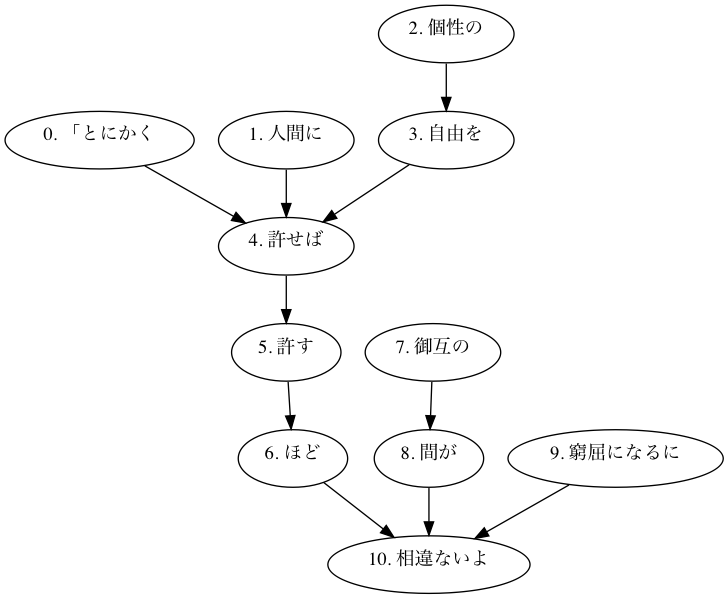 2. 個性の
0. 「とにかく
1. 人間に
3. 自由を
4. 許せば
5. 許す
7. 御互の
6. ほど
8. 間が
9. 窮屈になるに
10. 相違ないよ